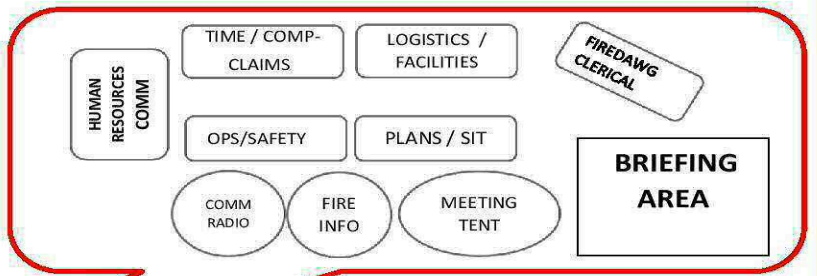 TIME / COMP-
CLAIMS
LOGISTICS /
FACILITIES
FIREDAWG
CLERICAL
HUMAN
RESOURCES
COMM
OPS/SAFETY
PLANS / SIT
BRIEFING
AREA
COMM
RADIO
FIRE
INFO
MEETING
TENT